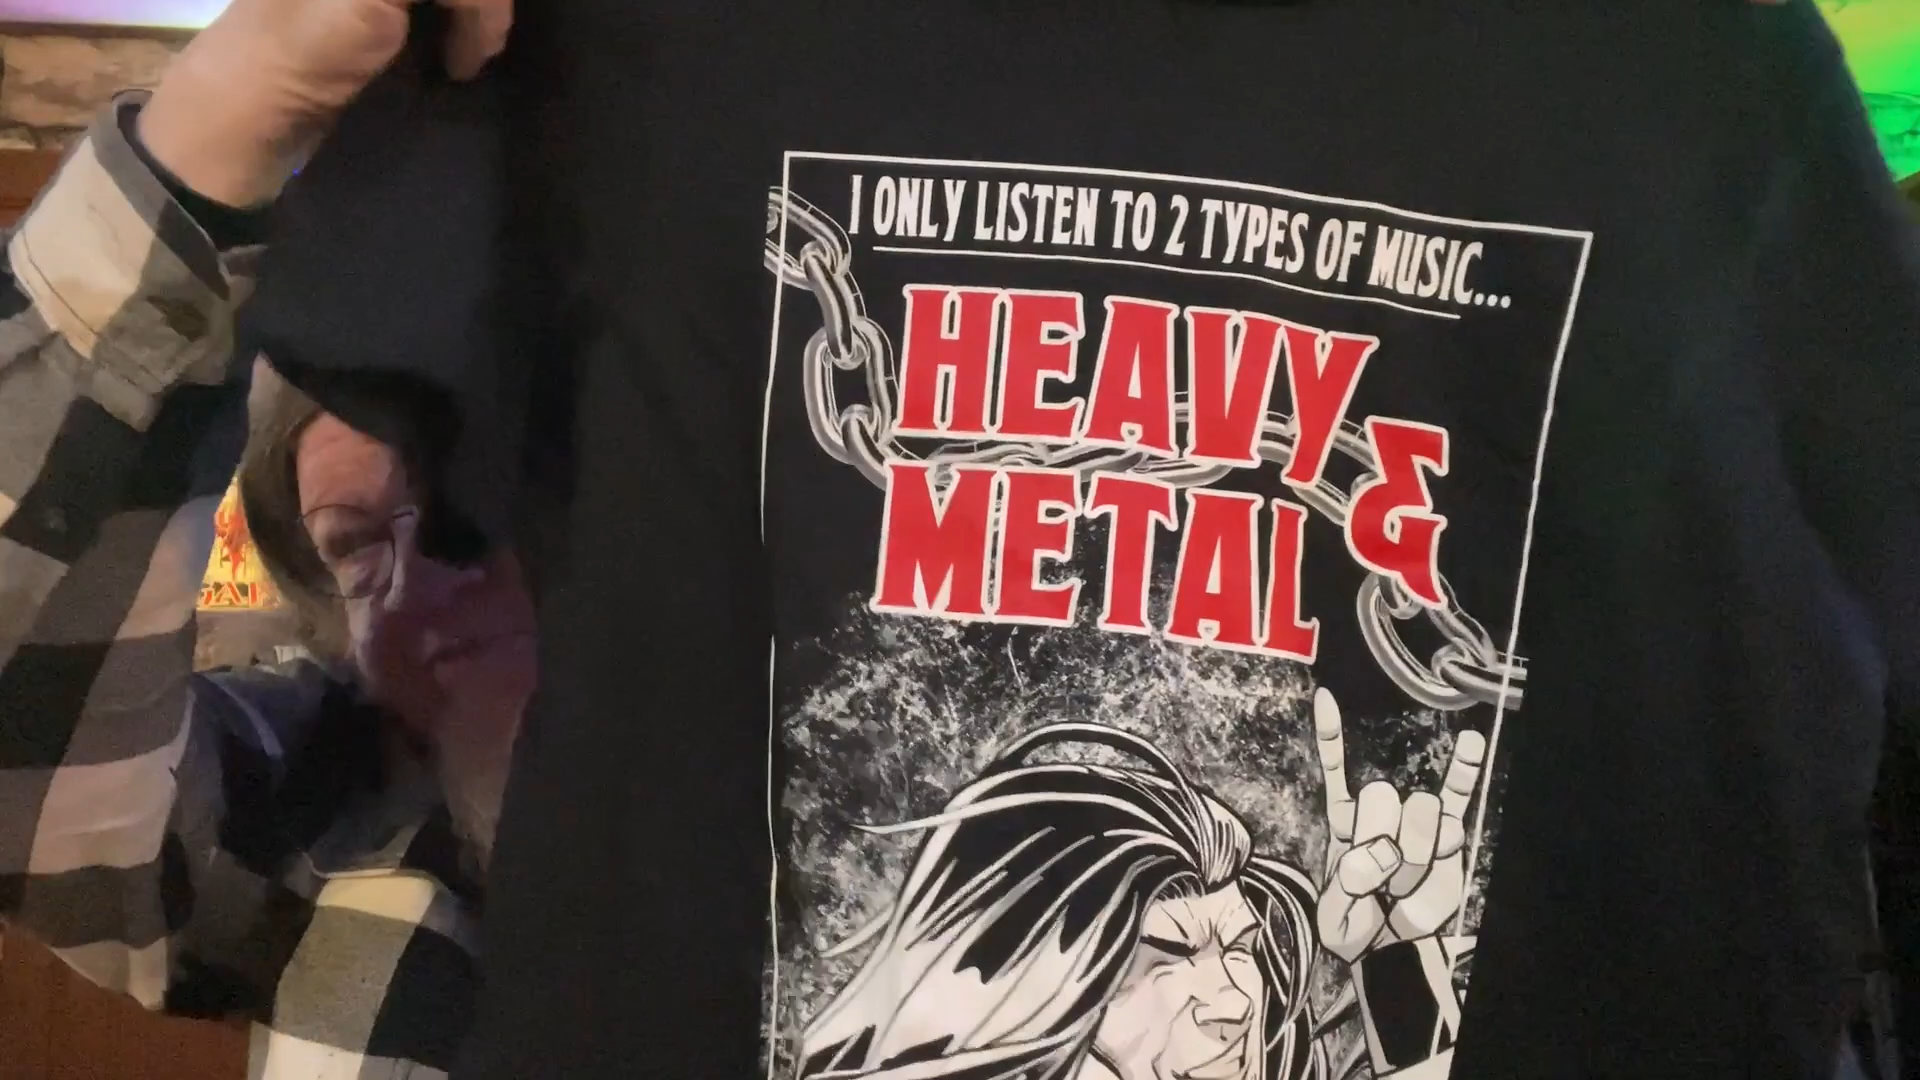 I ONLY LISTEN TO 2 TYPES OF MUSIC...
HEAVY &
METAL